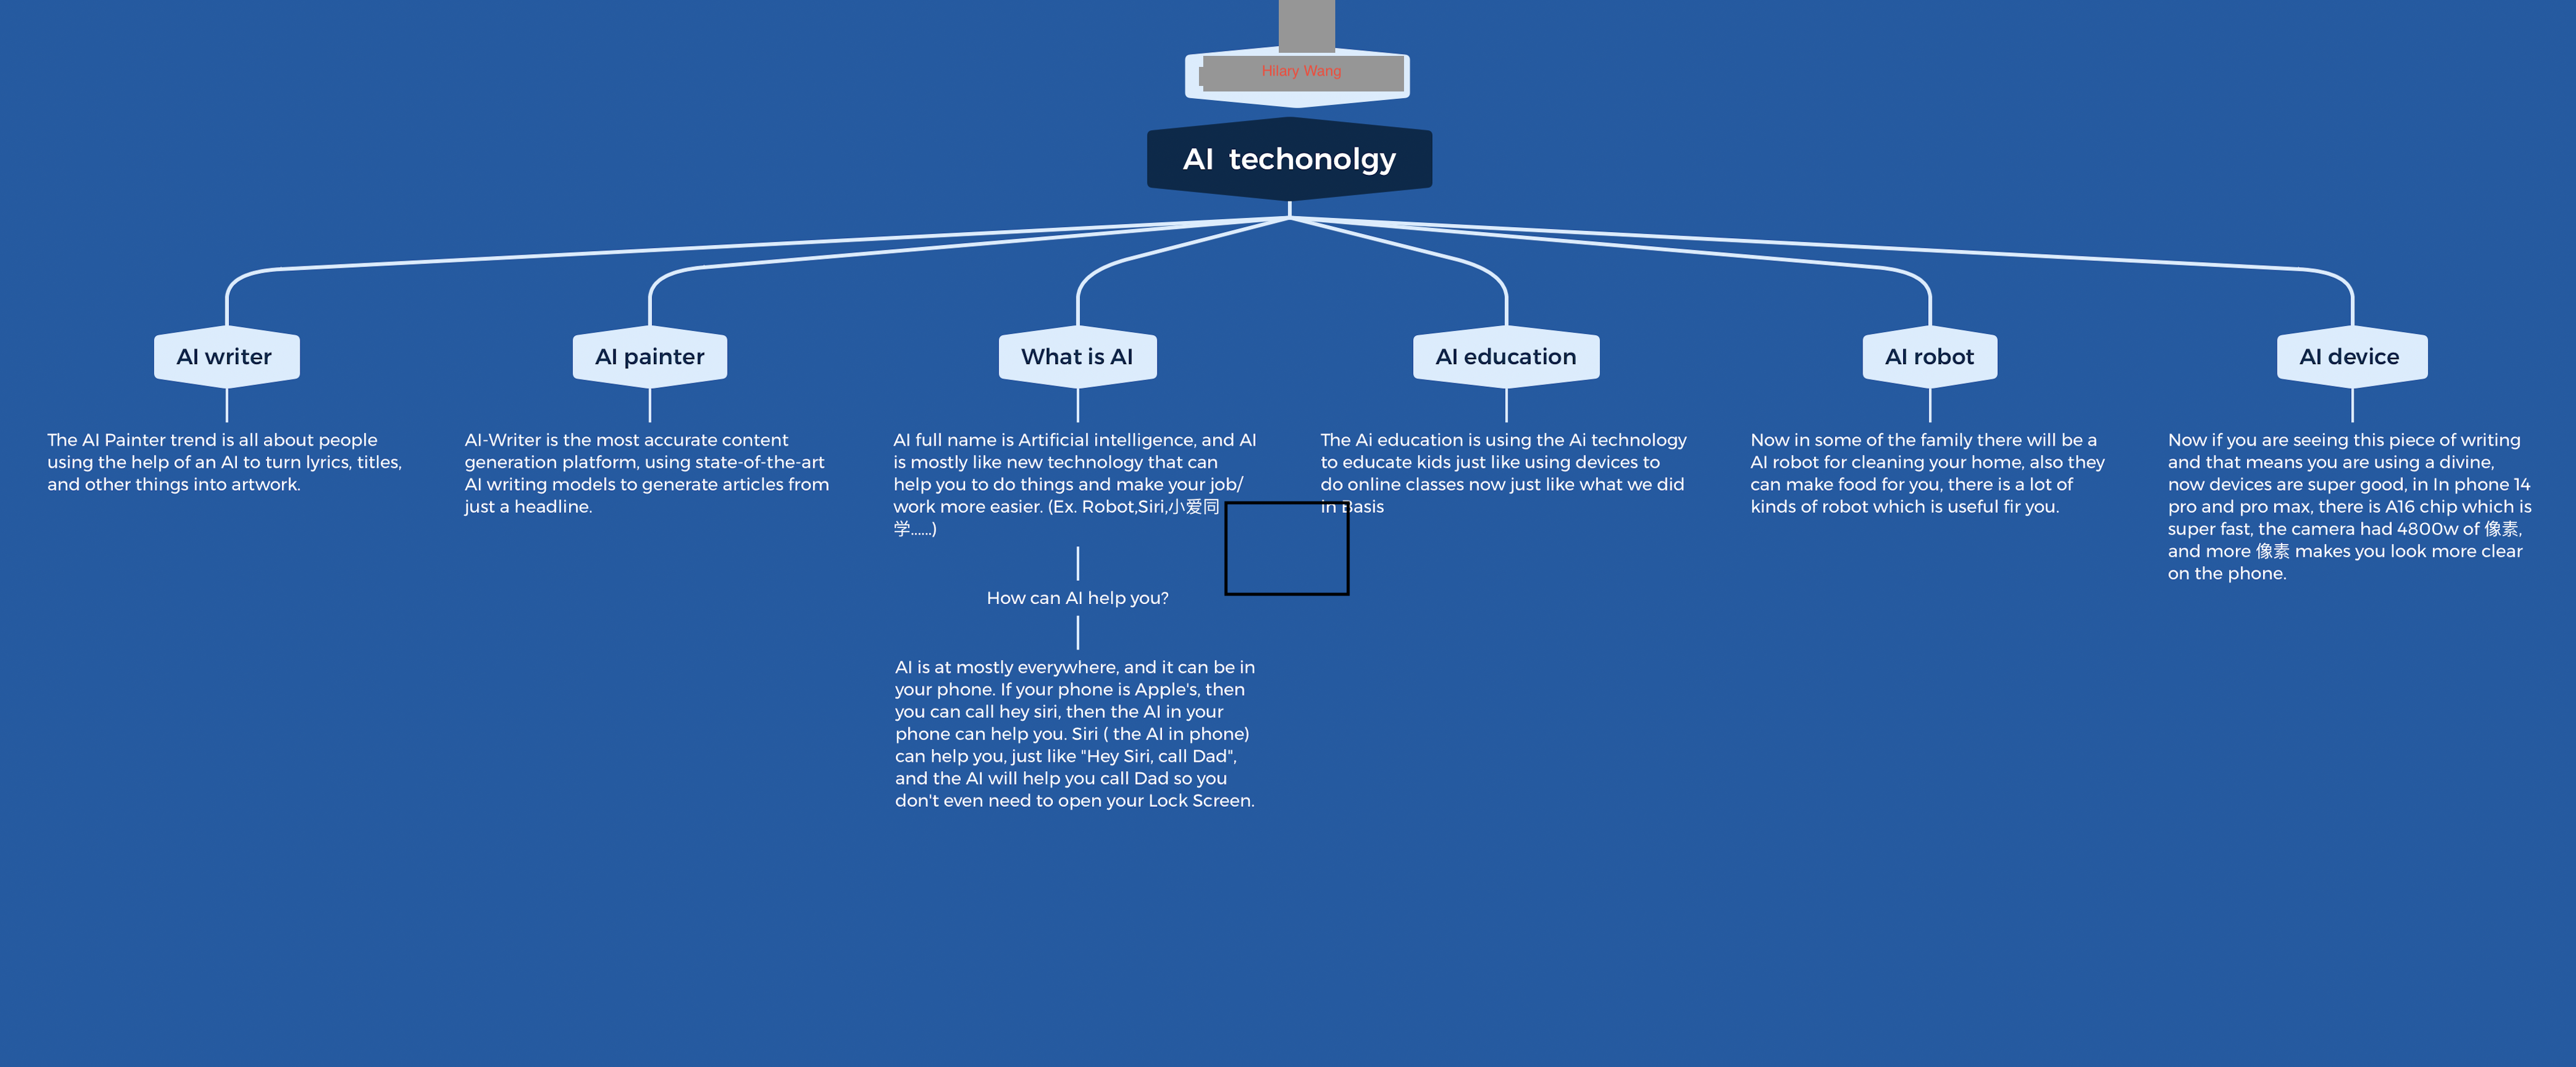 Hilary Wang
AI techonolgy
AI writer
The AI Painter trend is all about people
using the help of an AI to turn lyrics, titles,
and other things into artwork.
AI painter
AI-Writer is the most accurate content
generation platform, using state-of-the-art
AI writing models to generate articles from
just a headline.
What is AI
AI full name is Artificial intelligence, and AI
is mostly like new technology that can
help you to do things and make your job/
work more easier. (Ex. Robot,Siri,小爱同
学......)
How can AI help you?
AI is at mostly everywhere, and it can be in
your phone. If your phone is Apple's, then
you can call hey siri, then the AI in your
phone can help you. Siri ( the AI in phone)
can help you, just like "Hey Siri, call Dad",
and the AI will help you call Dad so you
don't even need to open your Lock Screen.
AI education
The Ai education is using the Ai technology
to educate kids just like using devices to
do online classes now just like what we did
in Basis
AI robot
Now in some of the family there will be a
AI robot for cleaning your home, also they
can make food for you, there is a lot of
kinds of robot which is useful fir you.
AI device
Now if you are seeing this piece of writing
and that means you are using a divine,
now devices are super good, in In phone 14
pro and pro max, there is A16 chip which is
super fast, the camera had 4800w of 像素,
and more 像素 makes you look more clear
on the phone.